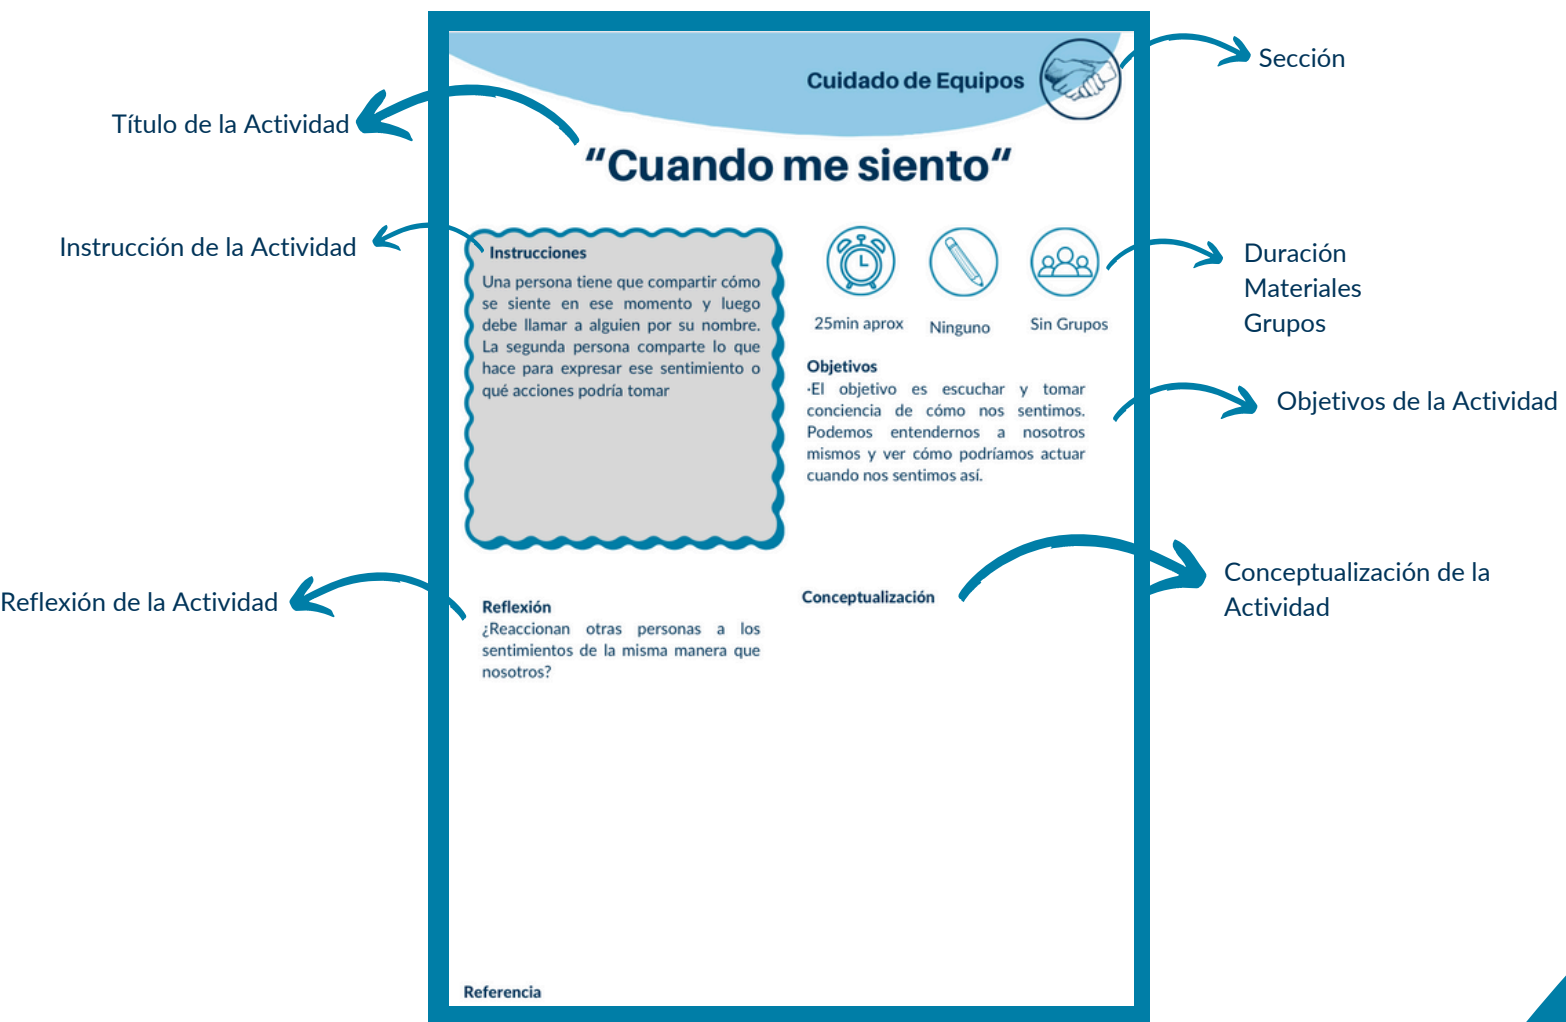 Cuidado de Equipos
Sección
Título de la Actividad
“Cuando me siento“
Instrucción de la Actividad
Instrucciones
Una persona tiene que compartir cómo
se siente en ese momento y luego
debe llamar a alguien por su nombre.
La segunda persona comparte lo que
hace para expresar ese sentimiento o
qué acciones podría tomar
25min aprox
Ninguno
Sin Grupos
Duración
Materiales
Grupos
Objetivos
·El objetivo es escuchar y tomar
conciencia de cómo nos sentimos.
Podemos entendernos a nosotros
mismos y ver cómo podríamos actuar
cuando nos sentimos así.
Objetivos de la Actividad
Reflexión de la Actividad
Reflexión
¿Reaccionan otras personas a los
sentimientos de la misma manera que
nosotros?
Conceptualización
Conceptualización de la
Actividad
Referencia